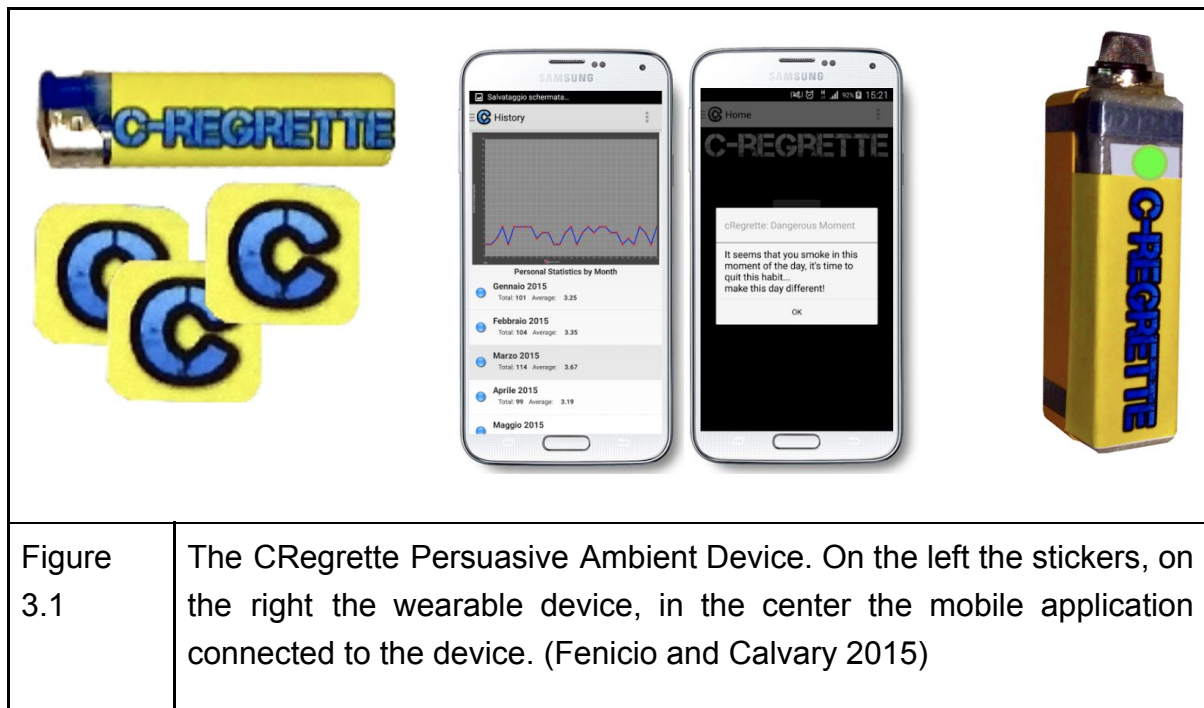 C-REGRETTE
C
C
C
SAMSUNG
Salvataggio schermata...
History
Personal Statistics by Month
Gennaio 2015
Total: 101 Average: 3.25
Febbraio 2015
Total: 104 Average: 3.35
Marzo 2015
Total: 114 Average: 3.67
Aprile 2015
Total: 99 Average: 3.19
Maggio 2015
SAMSUNG
92% 15:21
Home
C-REGRETTE
cRegrette: Dangerous Moment
It seems that you smoke in this
moment of the day, it's time to
quit this habit...
make this day different!
OK
C-REGRETTE
Figure
3.1
The CRegrette Persuasive Ambient Device. On the left the stickers, on
the right the wearable device, in the center the mobile application
connected to the device. (Fenicio and Calvary 2015)